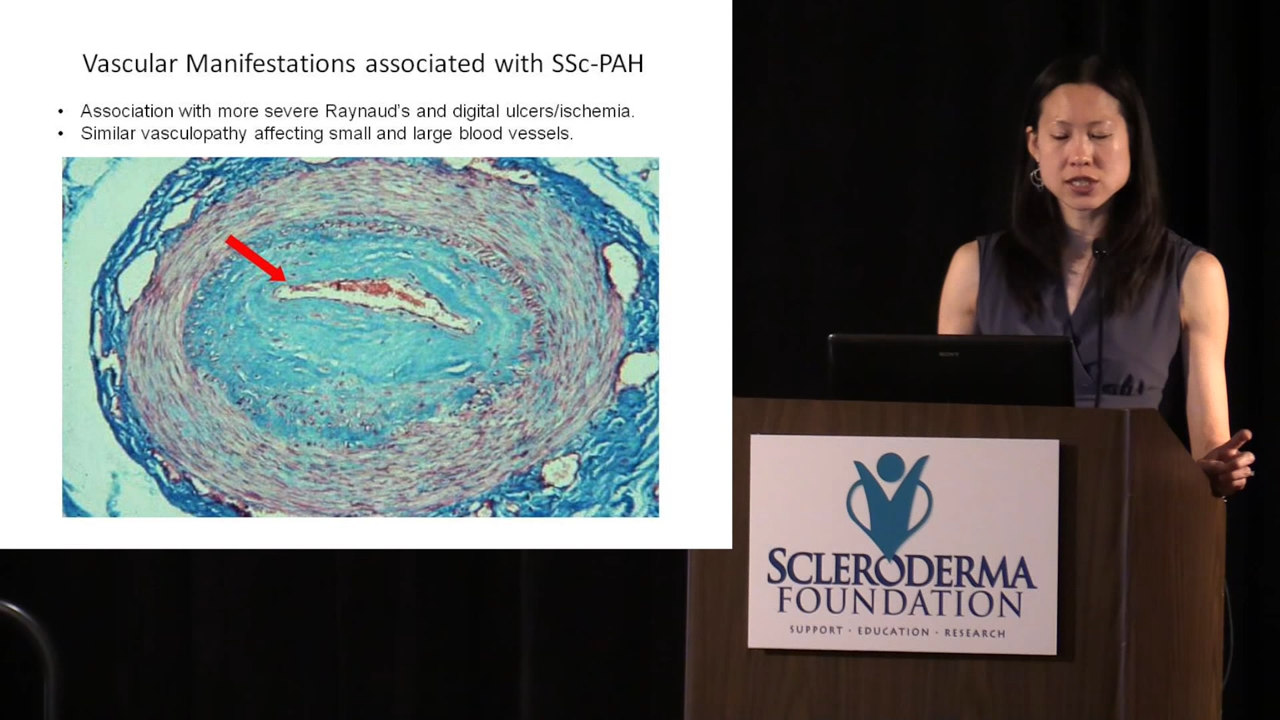 Vascular Manifestations associated with SSc-PAH
• Association with more severe Raynaud's and digital ulcers/ischemia.
• Similar vasculopathy affecting small and large blood vessels.
SONY
SCLERODERMA
FOUNDATION
SUPPORT · EDUCATION · RESEARCH